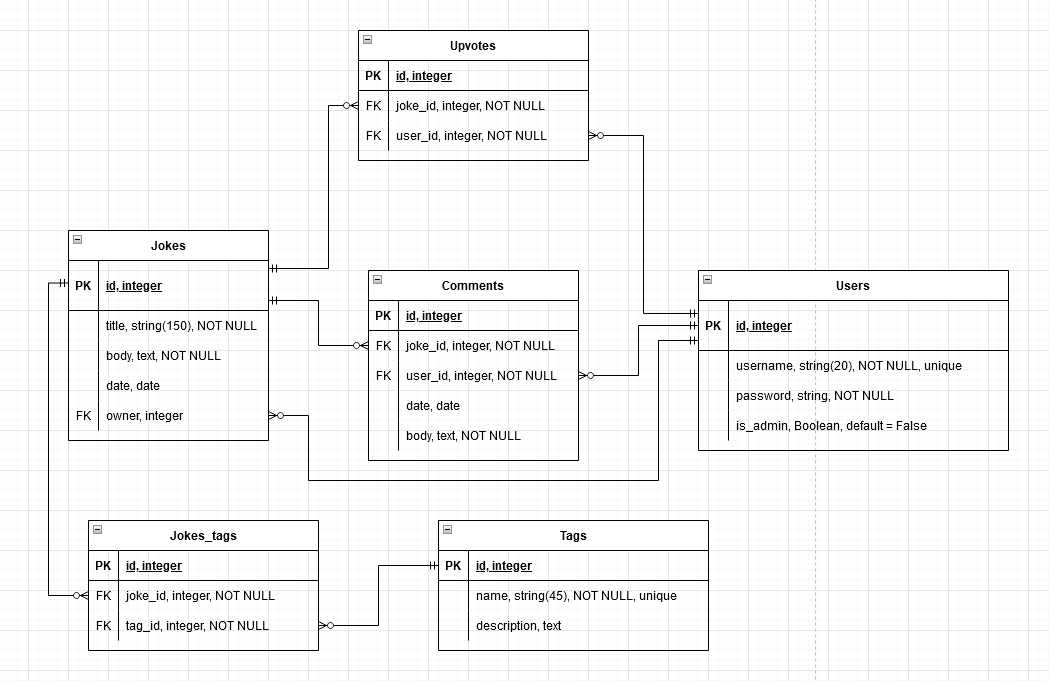 Upvotes
PK id, integer
FK joke_id, integer, NOT NULL
FK user_id, integer, NOT NULL
Jokes
PK id, integer
title, string(150), NOT NULL
body, text, NOT NULL
date, date
FK owner, integer
Comments
PK id, integer
FK joke_id, integer, NOT NULL
FK user_id, integer, NOT NULL
date, date
body, text, NOT NULL
Users
PK id, integer
username, string(20), NOT NULL, unique
password, string, NOT NULL
is_admin, Boolean, default = False
Jokes_tags
PK id, integer
FK joke_id, integer, NOT NULL
FK tag_id, integer, NOT NULL
Tags
PK id, integer
name, string(45), NOT NULL, unique
description, text